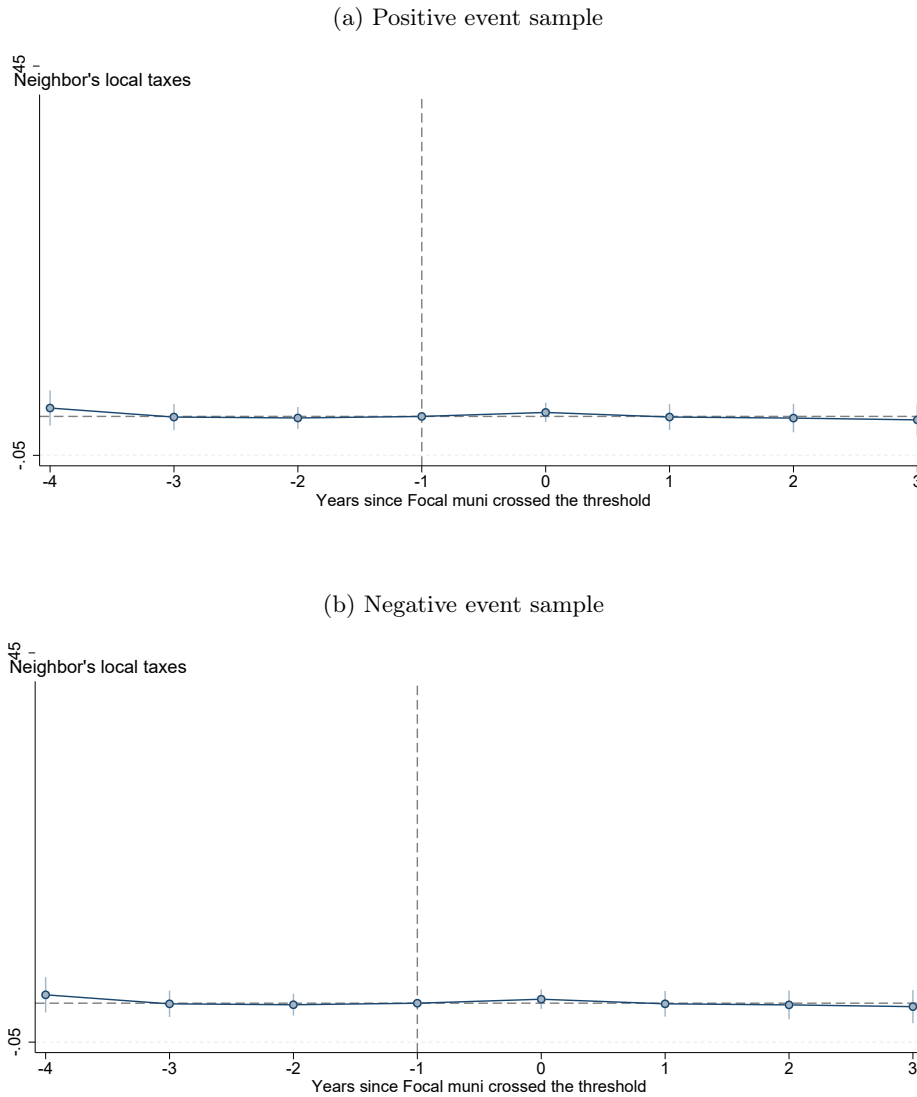 (a) Positive event sample
.45
Neighbor's local taxes
-.05
-4 -3 -2 -1 0 1 2 3
Years since Focal muni crossed the threshold
(b) Negative event sample
.45
Neighbor's local taxes
-.05
-4 -3 -2 -1 0 1 2 3
Years since Focal muni crossed the threshold